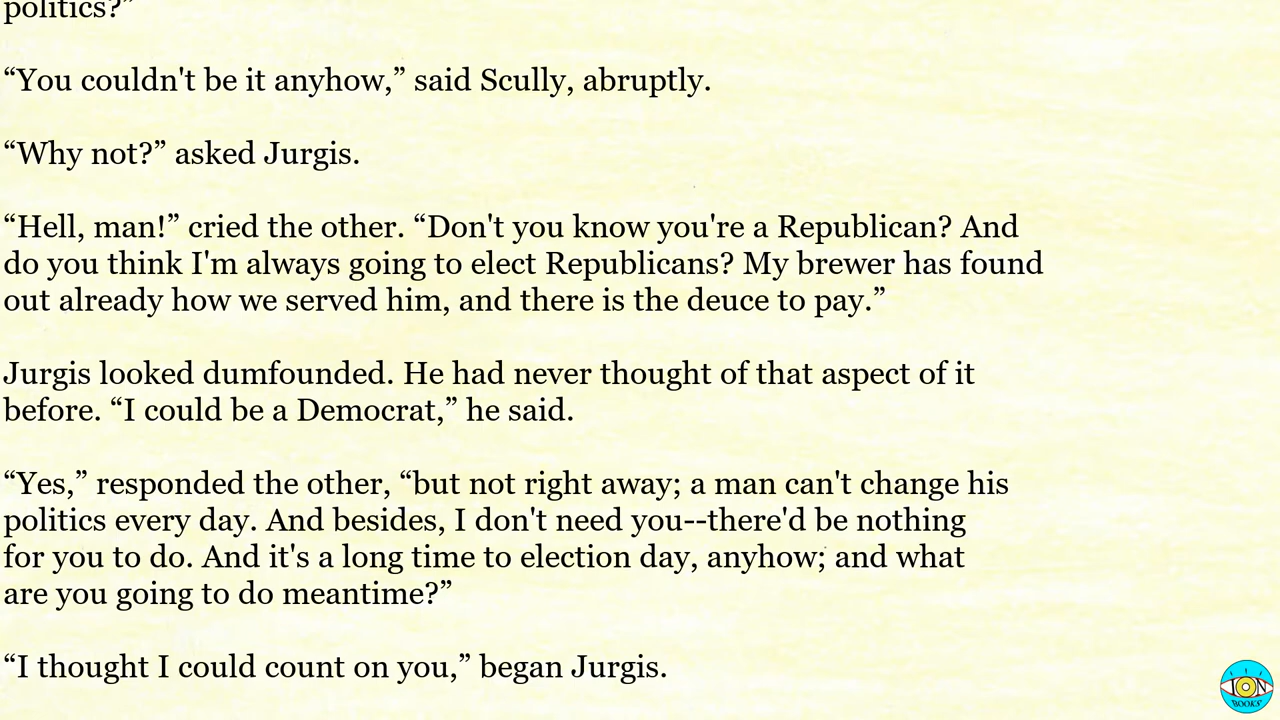 politics?”
“You couldn't be it anyhow,” said Scully, abruptly.
“Why not?” asked Jurgis.
“Hell, man!” cried the other. “Don't you know you're a Republican? And
do you think I'm always going to elect Republicans? My brewer has found
out already how we served him, and there is the deuce to pay.”
Jurgis looked dumfounded. He had never thought of that aspect of it
before. “I could be a Democrat,” he said.
“Yes,” responded the other, “but not right away; a man can't change his
politics every day. And besides, I don't need you--there'd be nothing
for you to do. And it's a long time to election day, anyhow; and what
are you going to do meantime?”
“I thought I could count on you,” began Jurgis.
ION
BOOKS